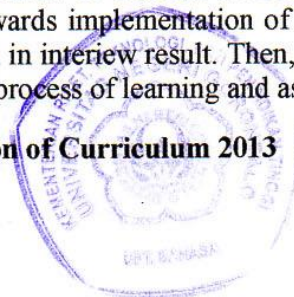 wards implementation of
in interiew result. Then,
process of learning and as
on of Curriculum 2013